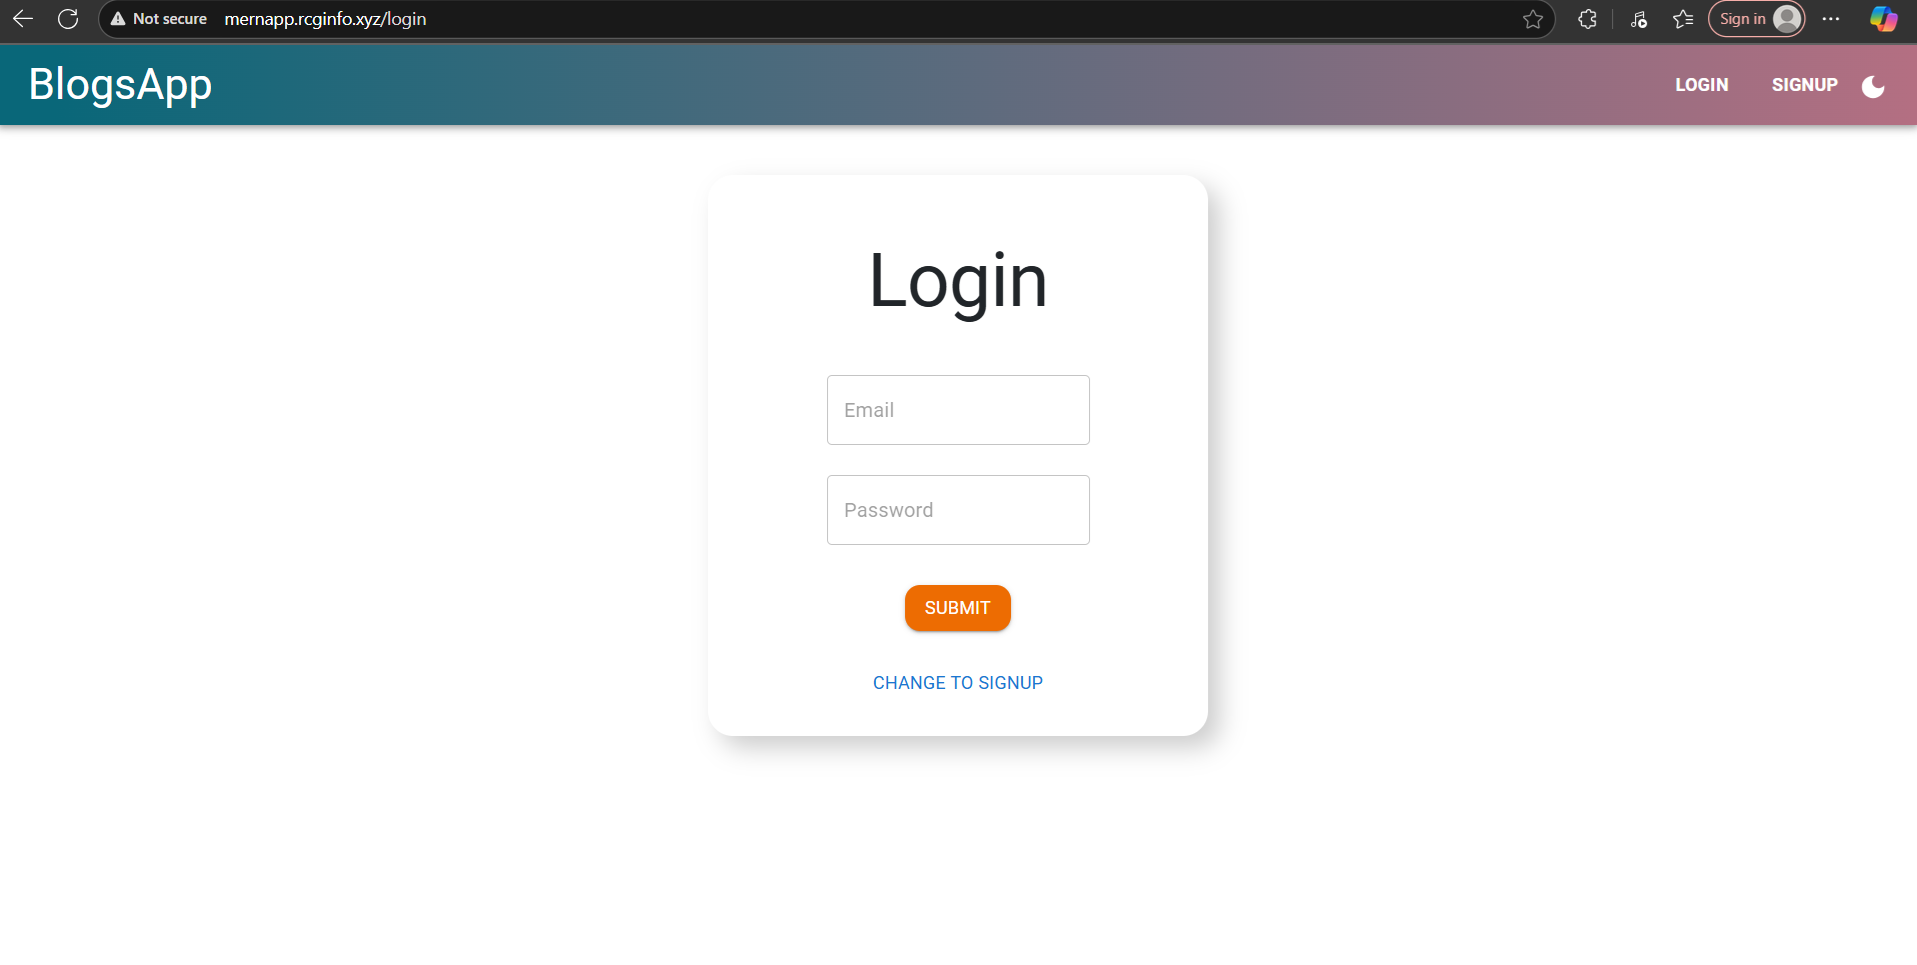 Not secure mernapp.rcginfo.xyz/login Sign in
BlogsApp LOGIN SIGNUP
Login
Email
Password
SUBMIT
CHANGE TO SIGNUP